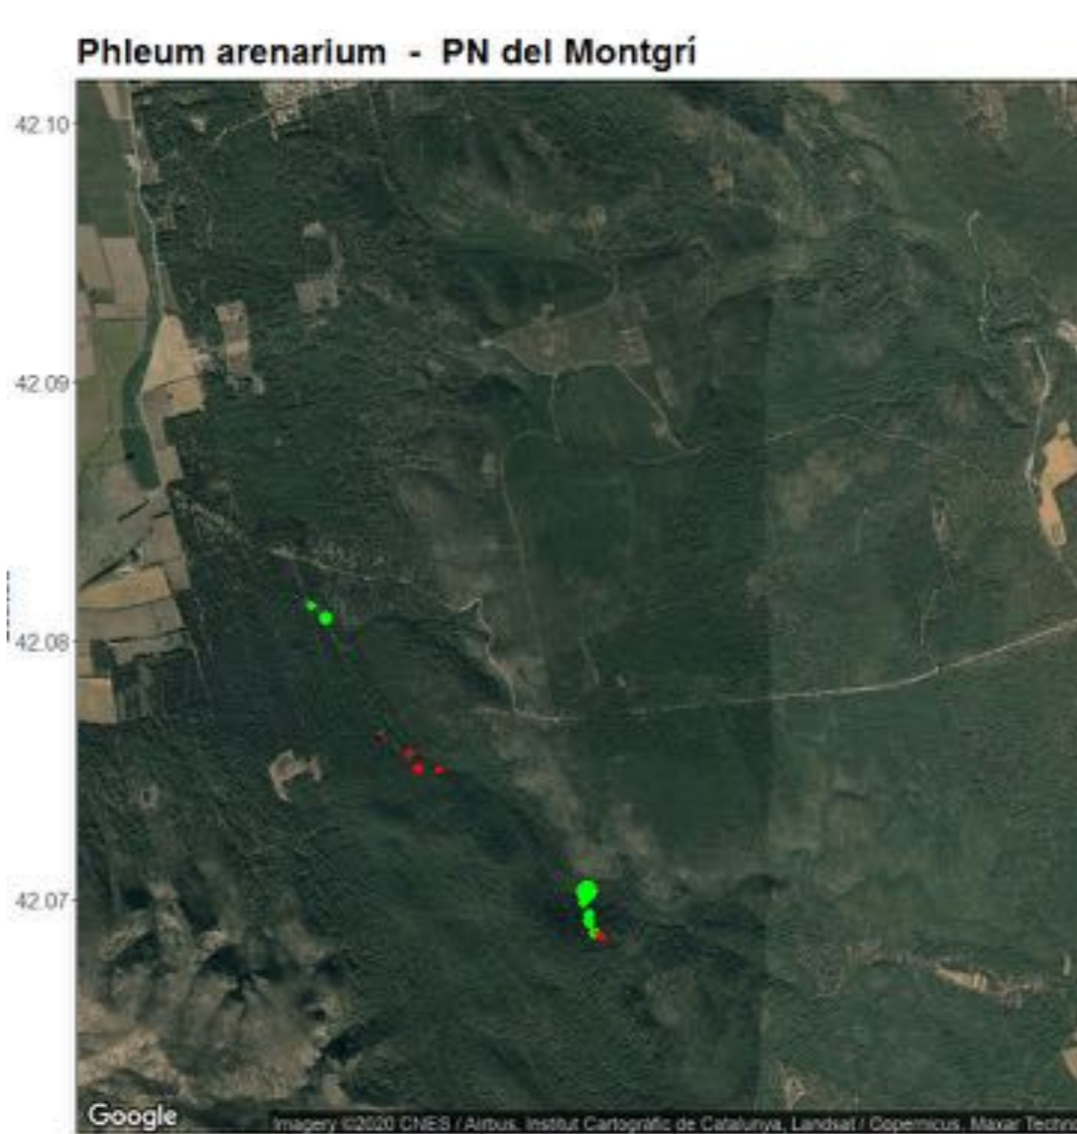 Phleum arenarium - PN del Montgrí
42.10
42.09
42.08
42.07
Google
Imagery ©2020 CNES / Airbus, Institut Cartogràfic de Catalunya, Landsat / Copernicus, Maxar Techno